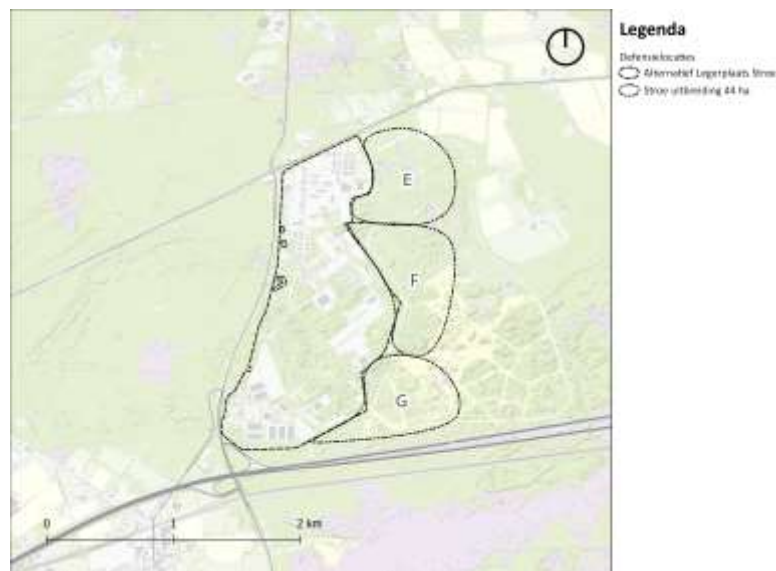 Legenda
Defensielocaties
Alternatief Legerplaats Stroe
Stroe uitbreiding 44 ha
E
F
G
0 1 2 km